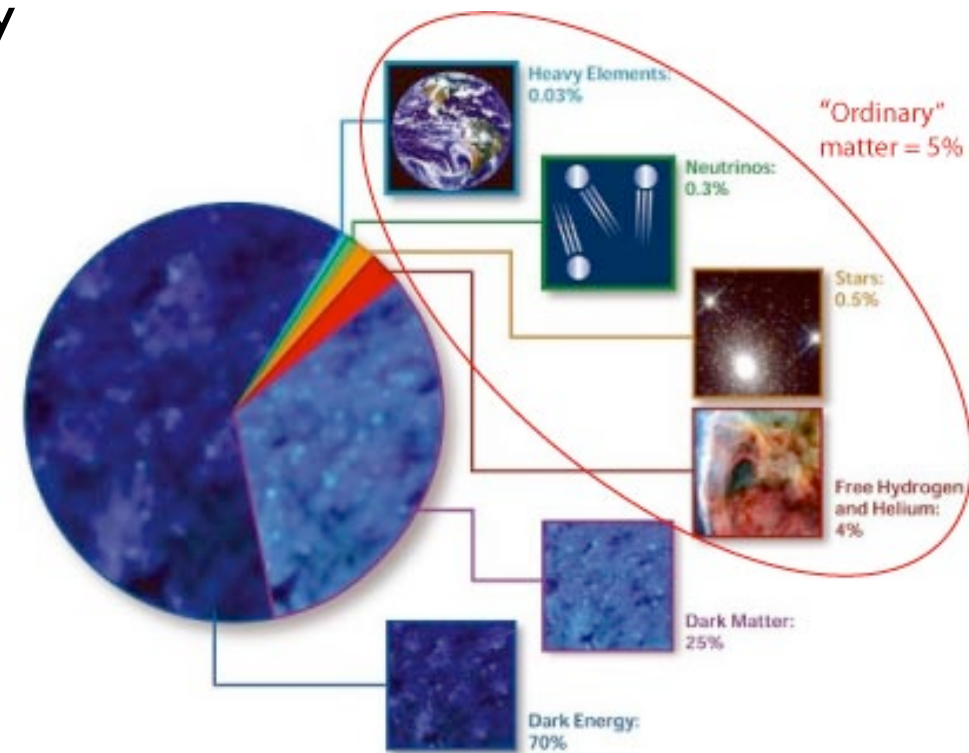 y
Heavy Elements:
0.03%
"Ordinary"
matter = 5%
Neutrinos:
0.3%
Stars:
0.5%
Free Hydrogen
and Helium:
4%
Dark Matter:
25%
Dark Energy:
70%